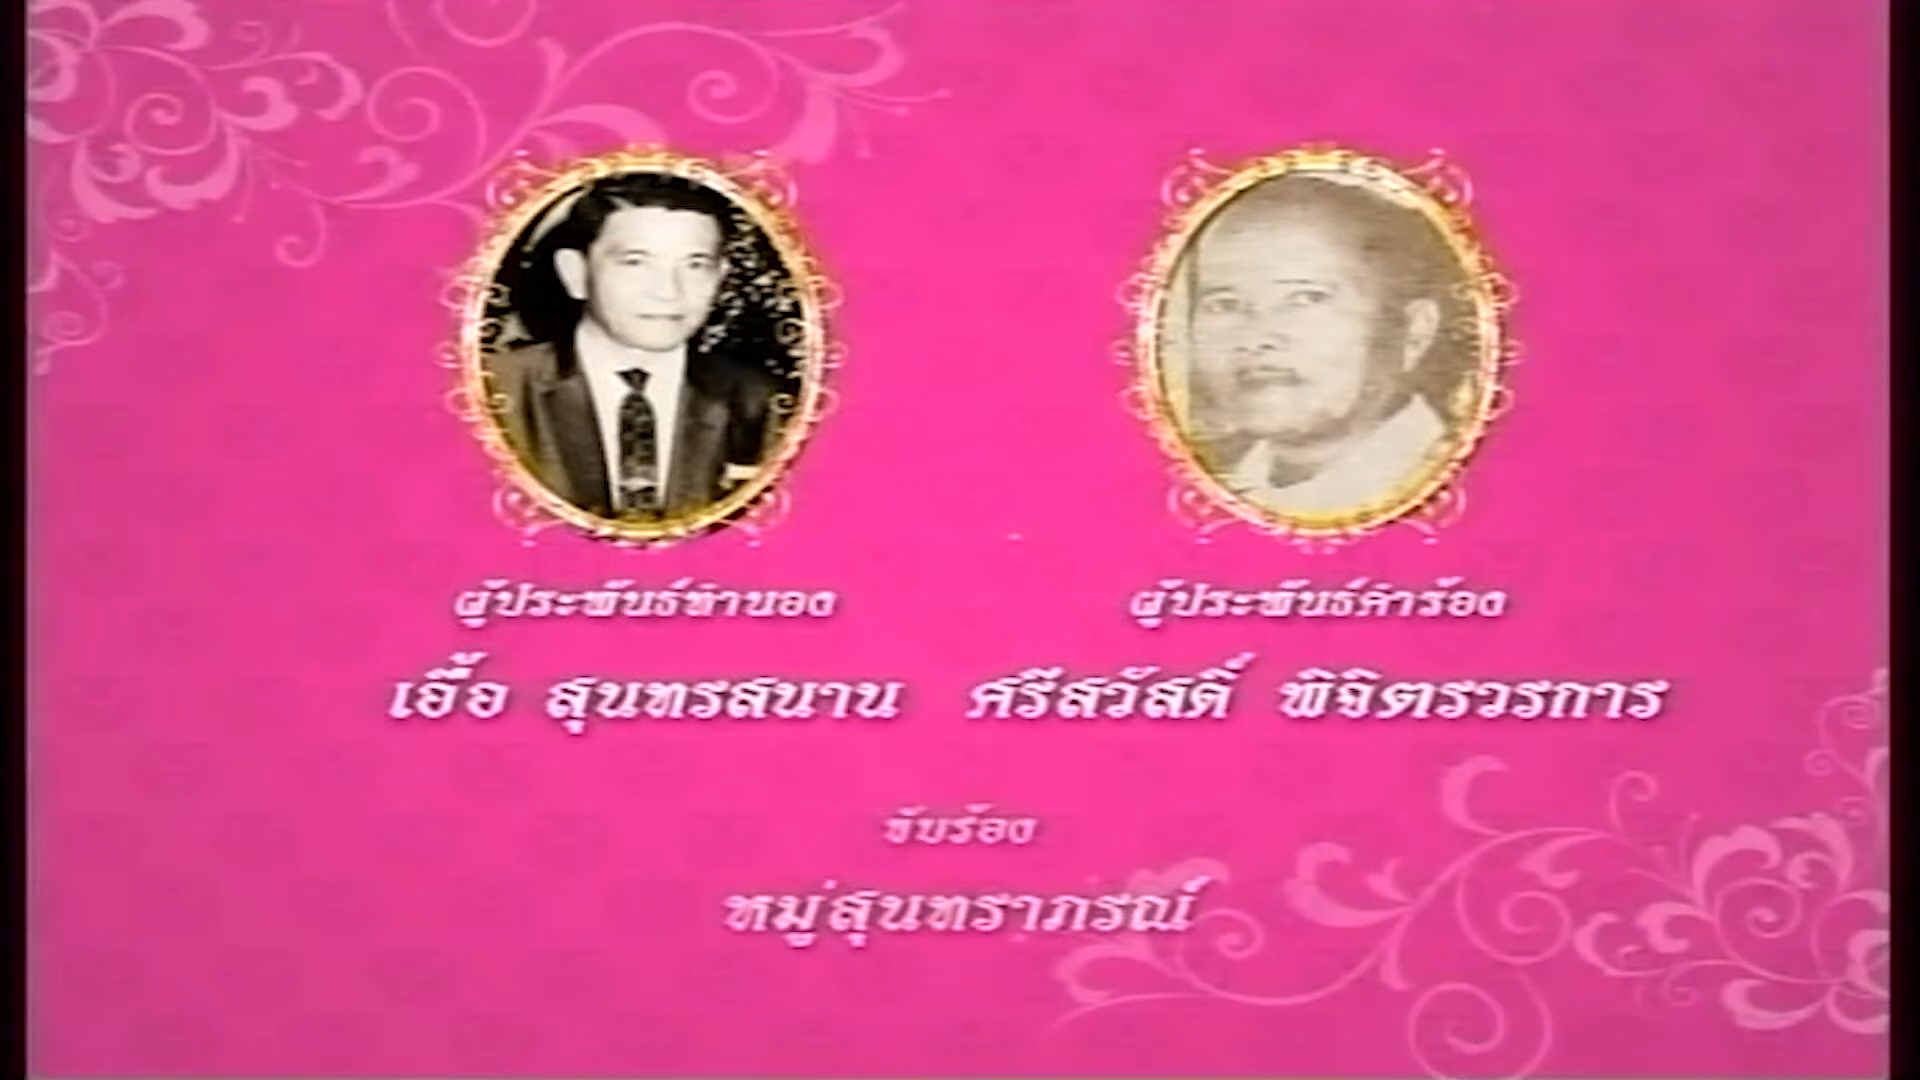 ผู้ประพันธ์ทำนอง
เอื้อ สุนทรสนาน
ผู้ประพันธ์คำร้อง
ศรีสวัสดิ์ พิจิตรวรการ
ขับร้อง
หมู่สุนทราภรณ์